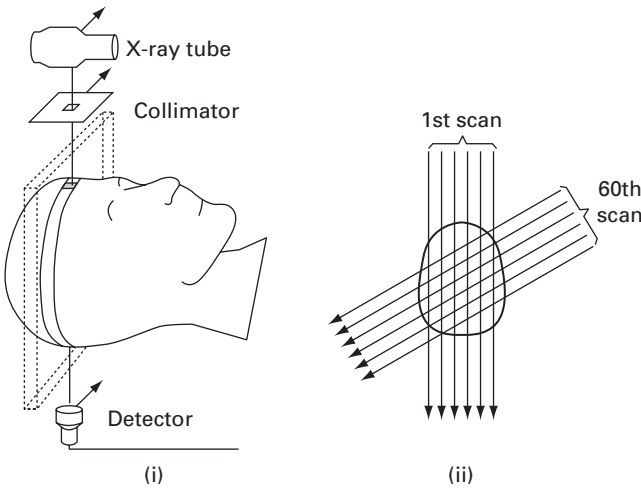 X-ray tube
Collimator
Detector
(i)
1st scan
60th
scan
(ii)